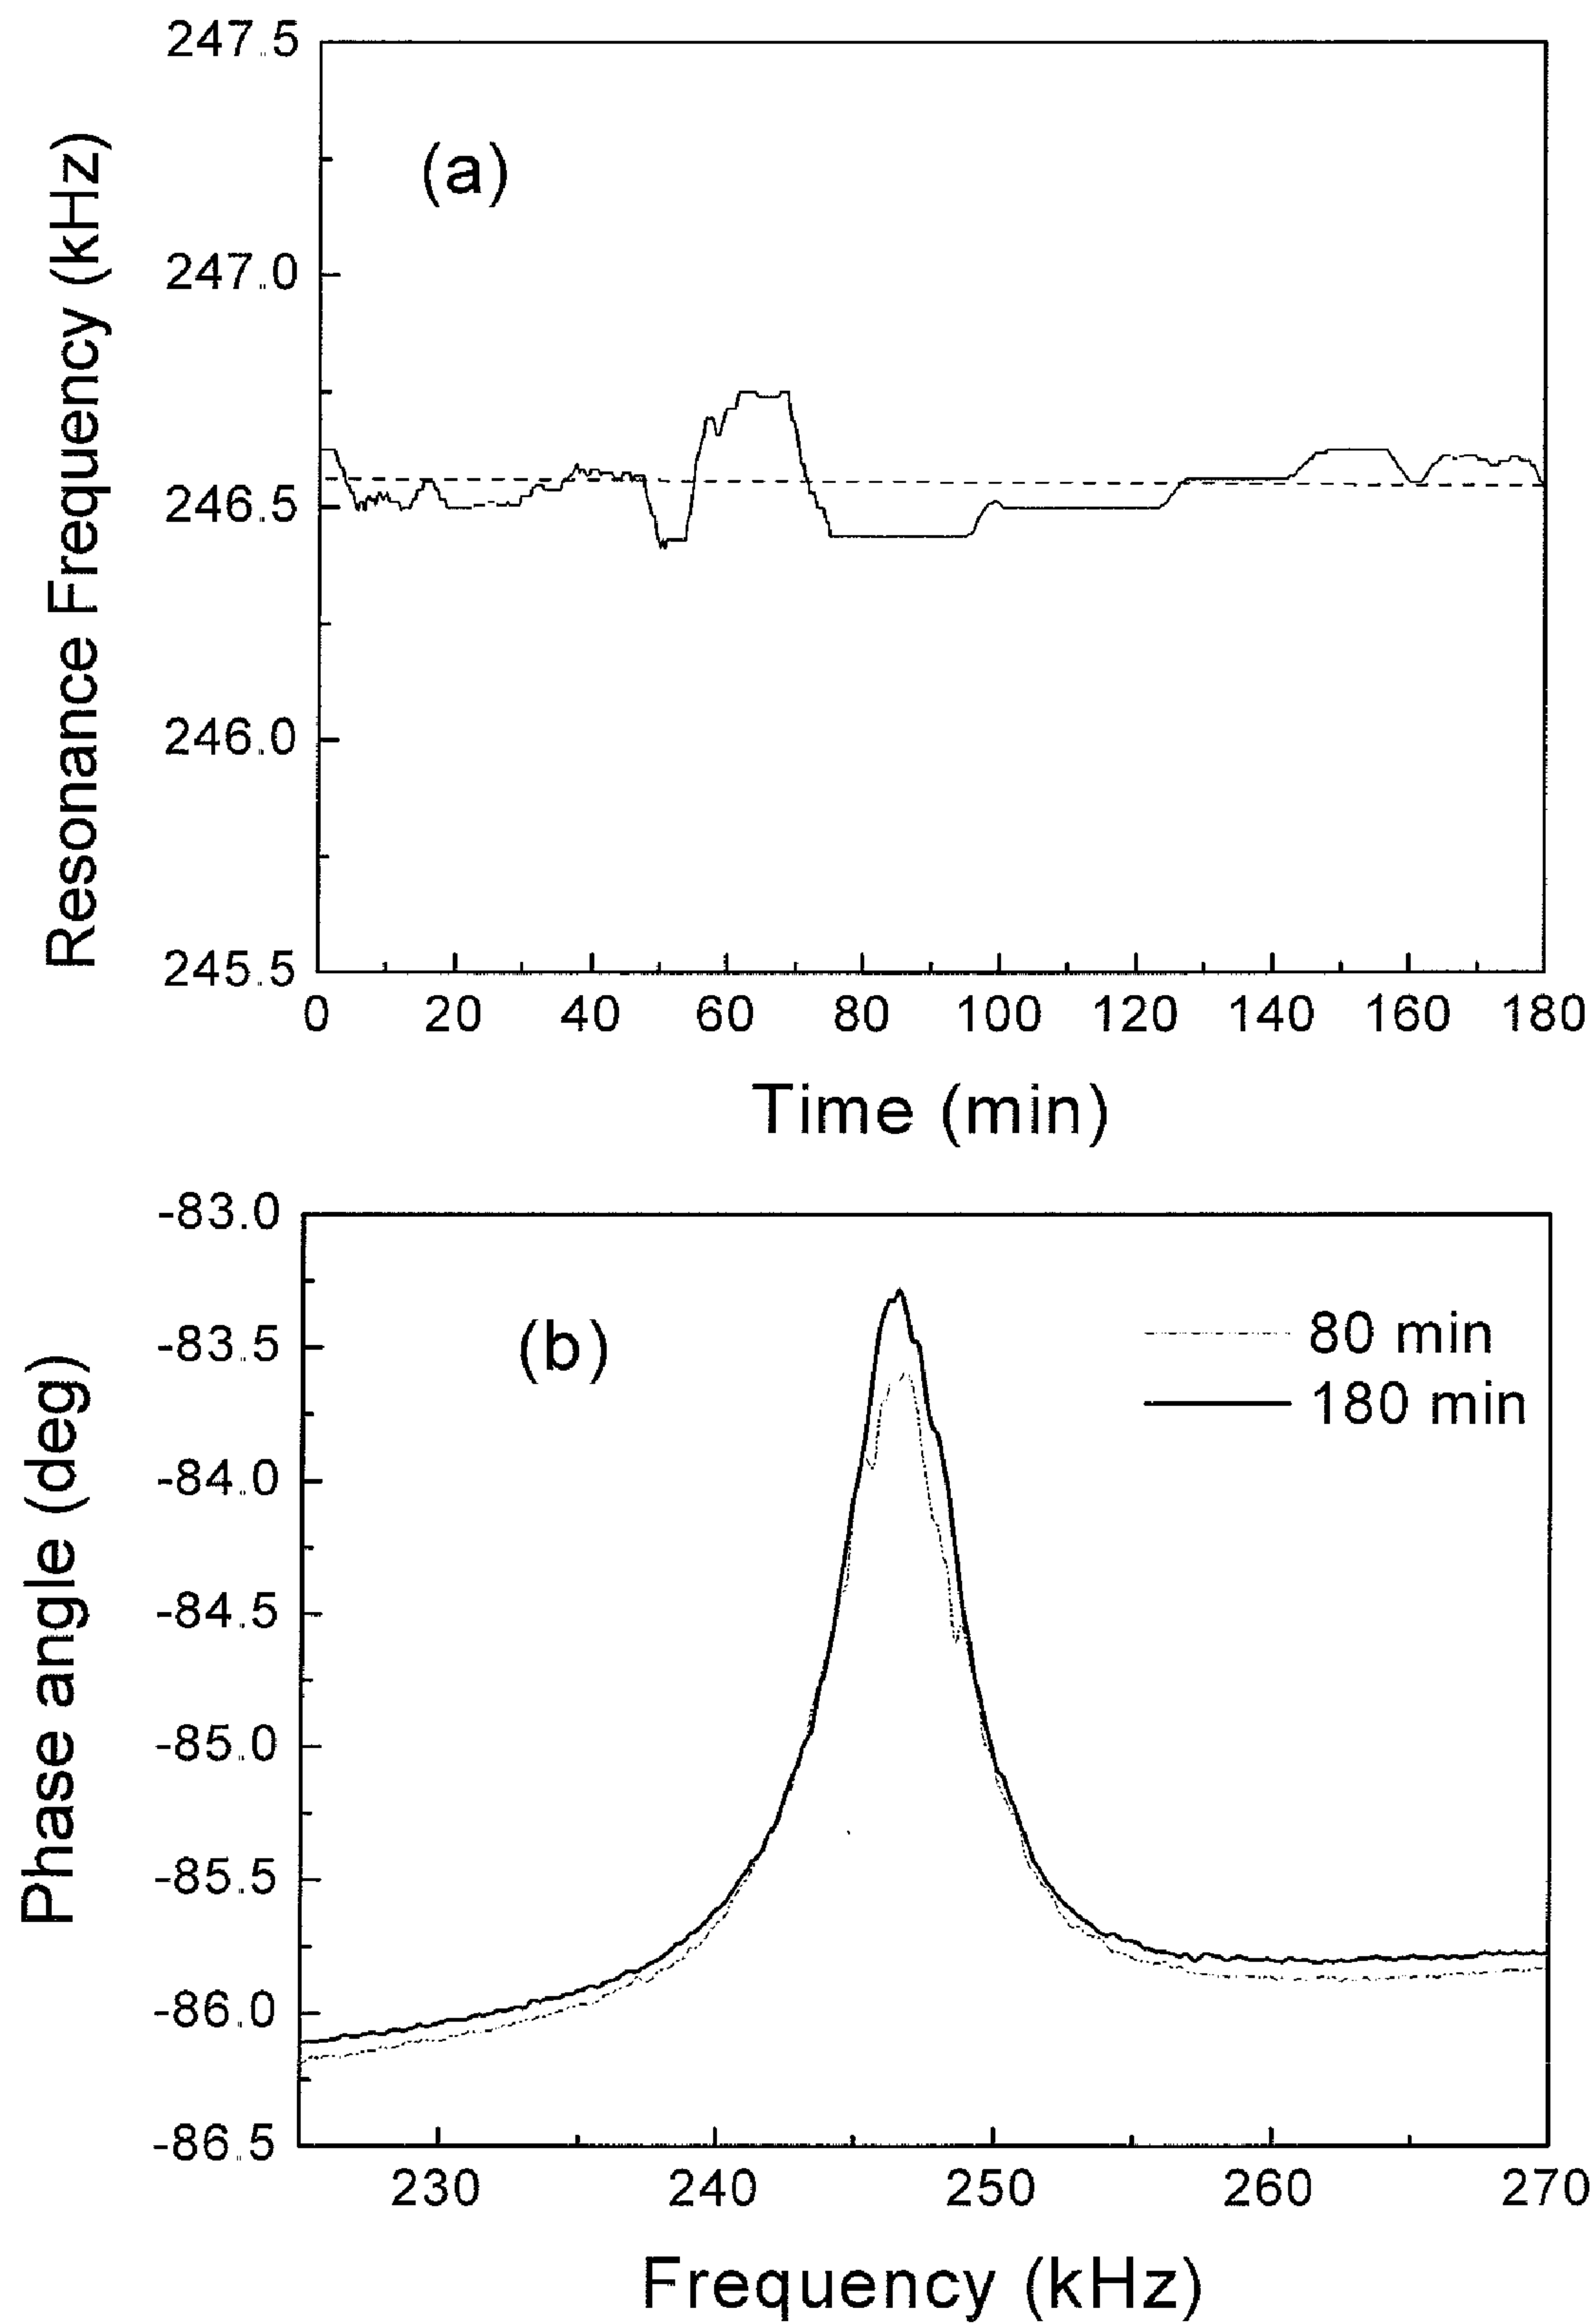 247.5
247.0
246.5
246.0
245.5
Resonance Frequency (kHz)
(a)
0 20 40 60 80 100 120 140 160 180
Time (min)
-83.0
-83.5
-84.0
-84.5
-85.0
-85.5
-86.0
-86.5
Phase angle (deg)
(b)
80 min
180 min
230 240 250 260 270
Frequency (kHz)